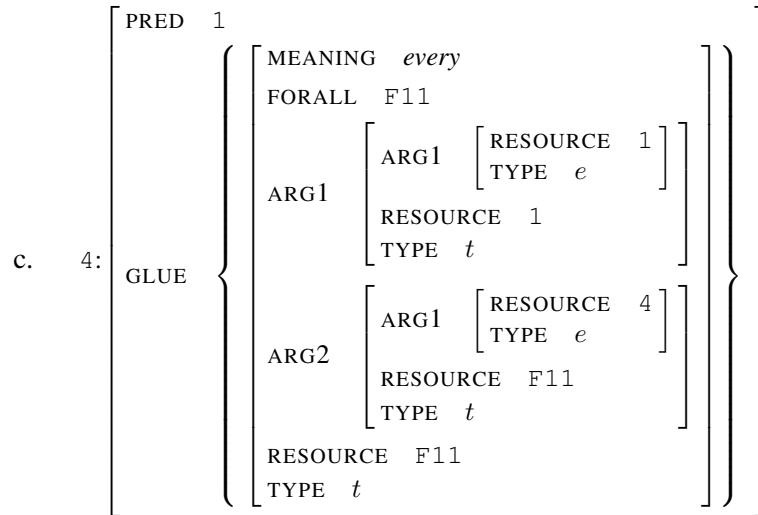 PRED 1
MEANING every
FORALL F11
ARG1 ARG1 RESOURCE 1
TYPE e
RESOURCE 1
TYPE t
c. 4: GLUE
ARG2 ARG1 RESOURCE 4
TYPE e
RESOURCE F11
TYPE t
RESOURCE F11
TYPE t